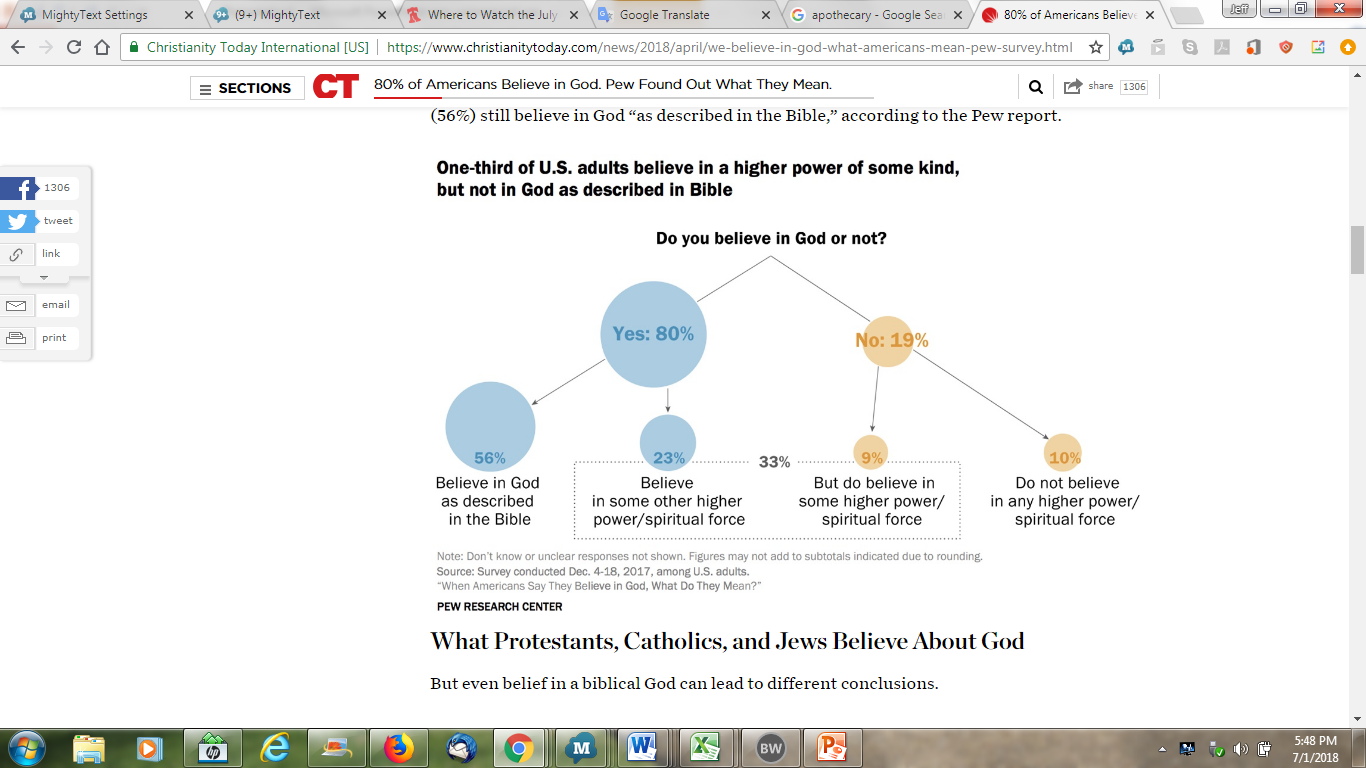 MightyText Settings
(9+) MightyText
Where to Watch the July
Google Translate
apothecary - Google Sea
80% of Americans Believe
Jeff
Christianity Today International [US]
https://www.christianitytoday.com/news/2018/april/we-believe-in-god-what-americans-mean-pew-survey.html
SECTIONS
CT
80% of Americans Believe in God. Pew Found Out What They Mean.
share 1306
(56%) still believe in God “as described in the Bible,” according to the Pew report.
1306
tweet
link
email
print
One-third of U.S. adults believe in a higher power of some kind,
but not in God as described in Bible
Do you believe in God or not?
Yes: 80%
No: 19%
56%
23%
33%
9%
10%
Believe in God
as described
in the Bible
Believe
in some other higher
power/spiritual force
But do believe in
some higher power/
spiritual force
Do not believe
in any higher power/
spiritual force
Note: Don’t know or unclear responses not shown. Figures may not add to subtotals indicated due to rounding.
Source: Survey conducted Dec. 4-18, 2017, among U.S. adults.
“When Americans Say They Believe in God, What Do They Mean?”
PEW RESEARCH CENTER
What Protestants, Catholics, and Jews Believe About God
But even belief in a biblical God can lead to different conclusions.
hp
BW
5:48 PM
7/1/2018